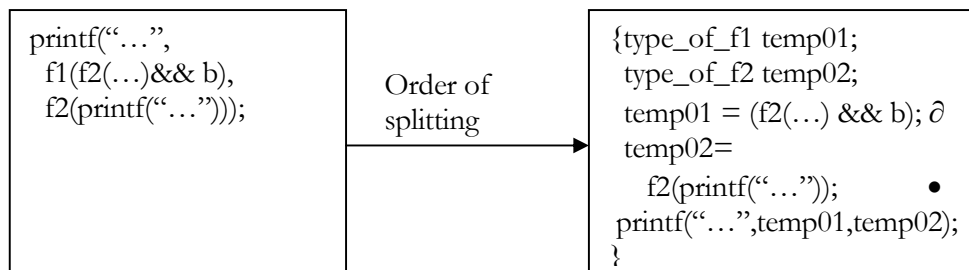 printf(“…”,
f1(f2(…)&& b),
f2(printf(“…”)));
Order of
splitting
{type_of_f1 temp01;
type_of_f2 temp02;
temp01 = (f2(…) && b); ∂
temp02=
f2(printf(“…”)); •
printf(“…”,temp01,temp02);
}